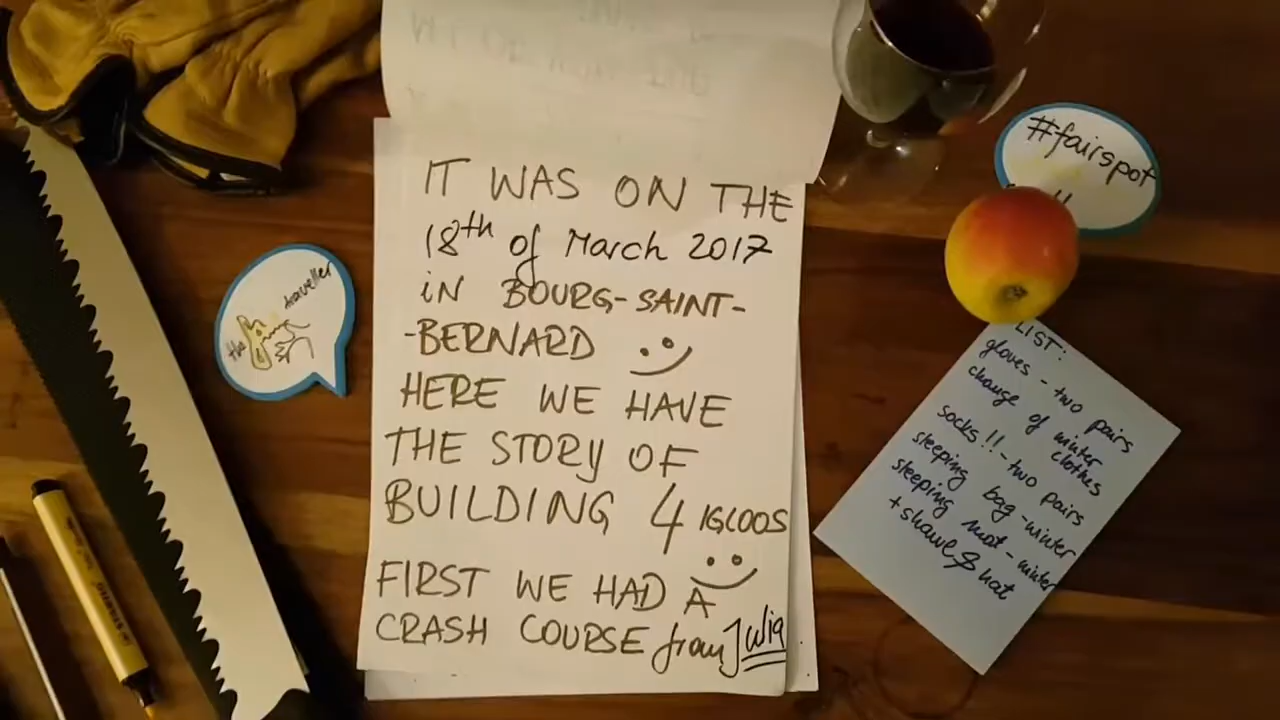 IT WAS ON THE
18th of March 2017
iN BOURG-SAINT-
-BERNARD :)
HERE WE HAVE
THE STORY OF
BUILDING 4 IGLOOS
FIRST WE HAD A
CRASH COURSE from Julia
the
traveller
#fairspot
LIST:
gloves - two pairs
change of winter
clothes
socks!! - two pairs
sleeping bag - winter
sleeping mat - winter
+ shawl & hat